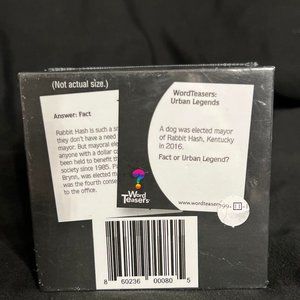 (Not actual size.)
Answer: Fact
Rabbit Hash is such a s
they don't have a need
mayor. But mayoral ele
anyone with a dollar c
been held to benefit th
society since 1985. Pi
Brynn, was elected m
was the fourth conse
to the office.
WordTeasers:
Urban Legends
A dog was elected mayor
of Rabbit Hash, Kentucky
in 2016.
Fact or Urban Legend?
www.wordteasers
Word
Teasers
8 60236 00080 5